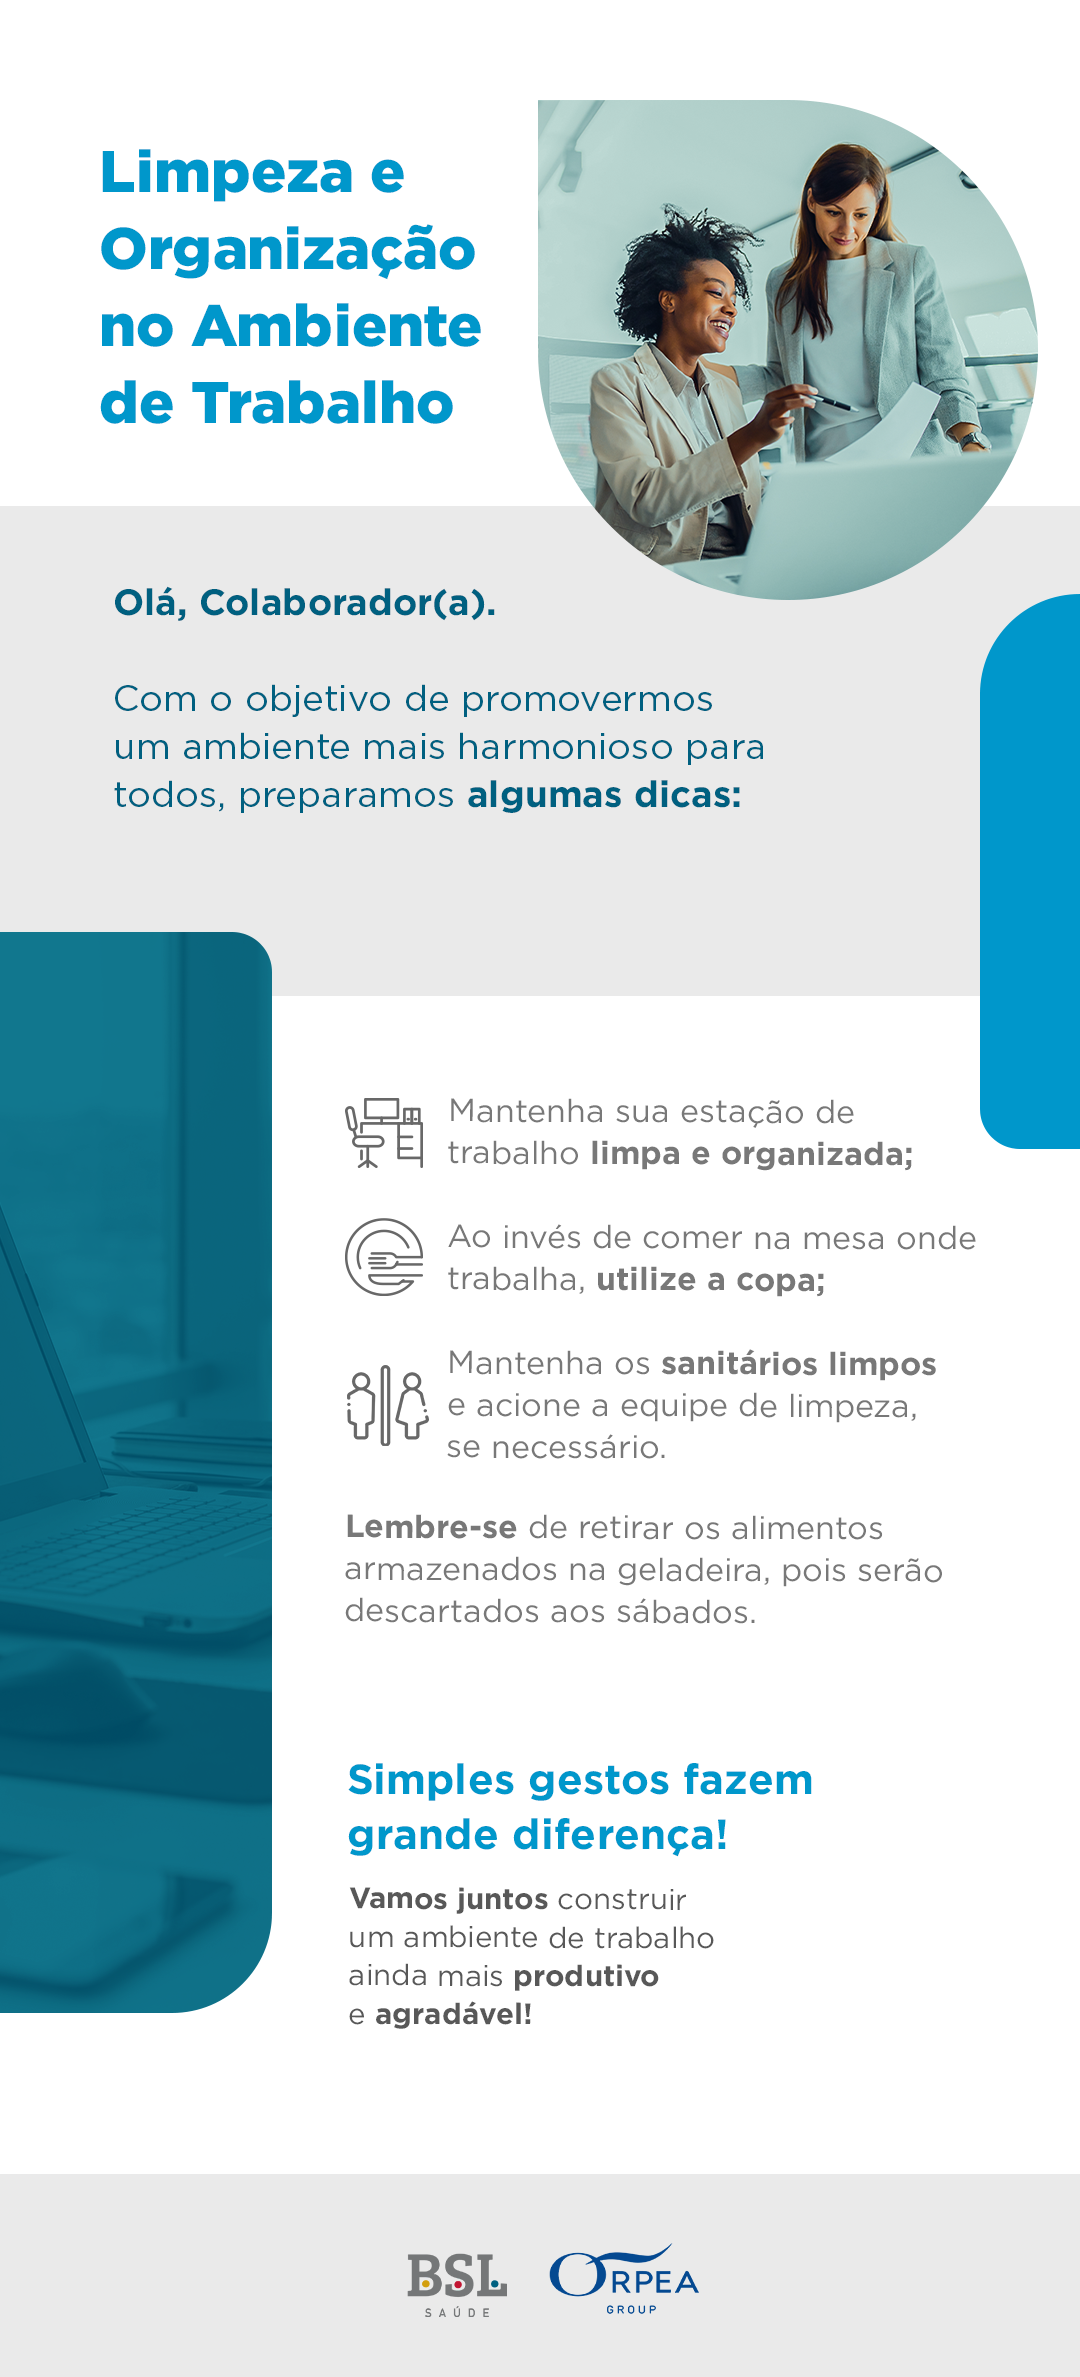 Limpeza e
Organização
no Ambiente
de Trabalho
Olá, Colaborador(a).
Com o objetivo de promovermos
um ambiente mais harmonioso para
todos, preparamos algumas dicas:
Mantenha sua estação de
trabalho limpa e organizada;
Ao invés de comer na mesa onde
trabalha, utilize a copa;
Mantenha os sanitários limpos
e acione a equipe de limpeza,
se necessário.
Lembre-se de retirar os alimentos
armazenados na geladeira, pois serão
descartados aos sábados.
Simples gestos fazem
grande diferença!
Vamos juntos construir
um ambiente de trabalho
ainda mais produtivo
e agradável!
BSL
SAÚDE
ORPEA
GROUP